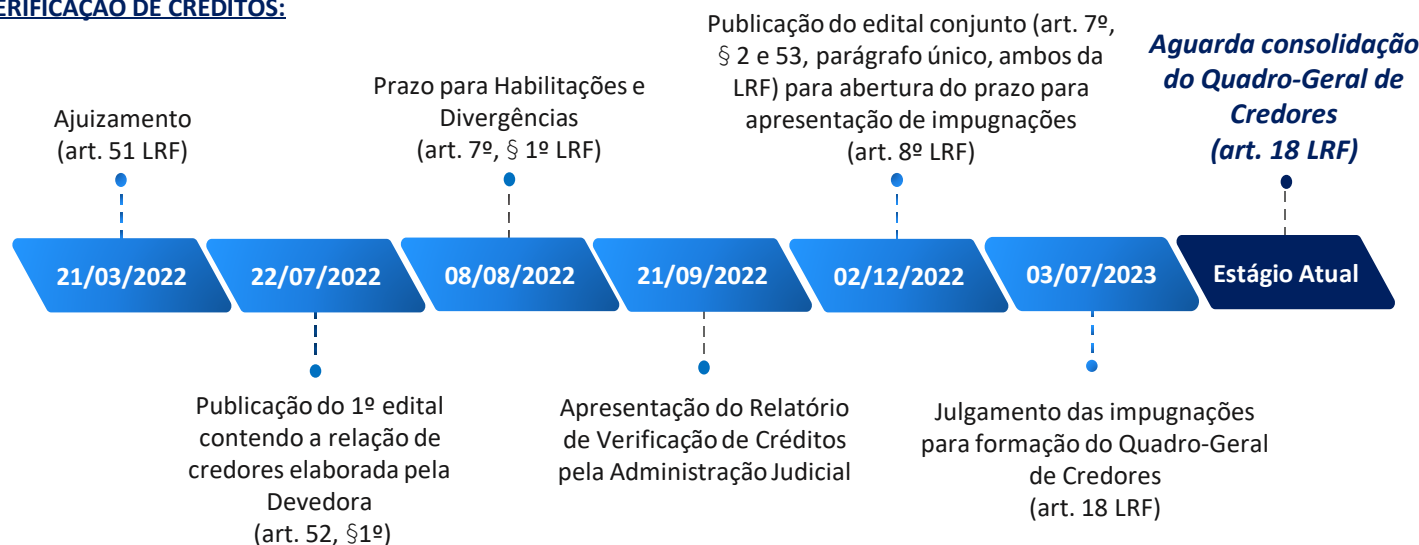 ERIFICAÇÃO DE CRÉDITOS:
Ajuizamento
(art. 51 LRF)
Prazo para Habilitações e
Divergências
(art. 7º, § 1º LRF)
Publicação do edital conjunto (art. 7º,
§ 2 e 53, parágrafo único, ambos da
LRF) para abertura do prazo para
apresentação de impugnações
(art. 8º LRF)
Aguarda consolidação
do Quadro-Geral de
Credores
(art. 18 LRF)
21/03/2022
22/07/2022
08/08/2022
21/09/2022
02/12/2022
03/07/2023
Estágio Atual
Publicação do 1º edital
contendo a relação de
credores elaborada pela
Devedora
(art. 52, §1º)
Apresentação do Relatório
de Verificação de Créditos
pela Administração Judicial
Julgamento das impugnações
para formação do Quadro-Geral
de Credores
(art. 18 LRF)